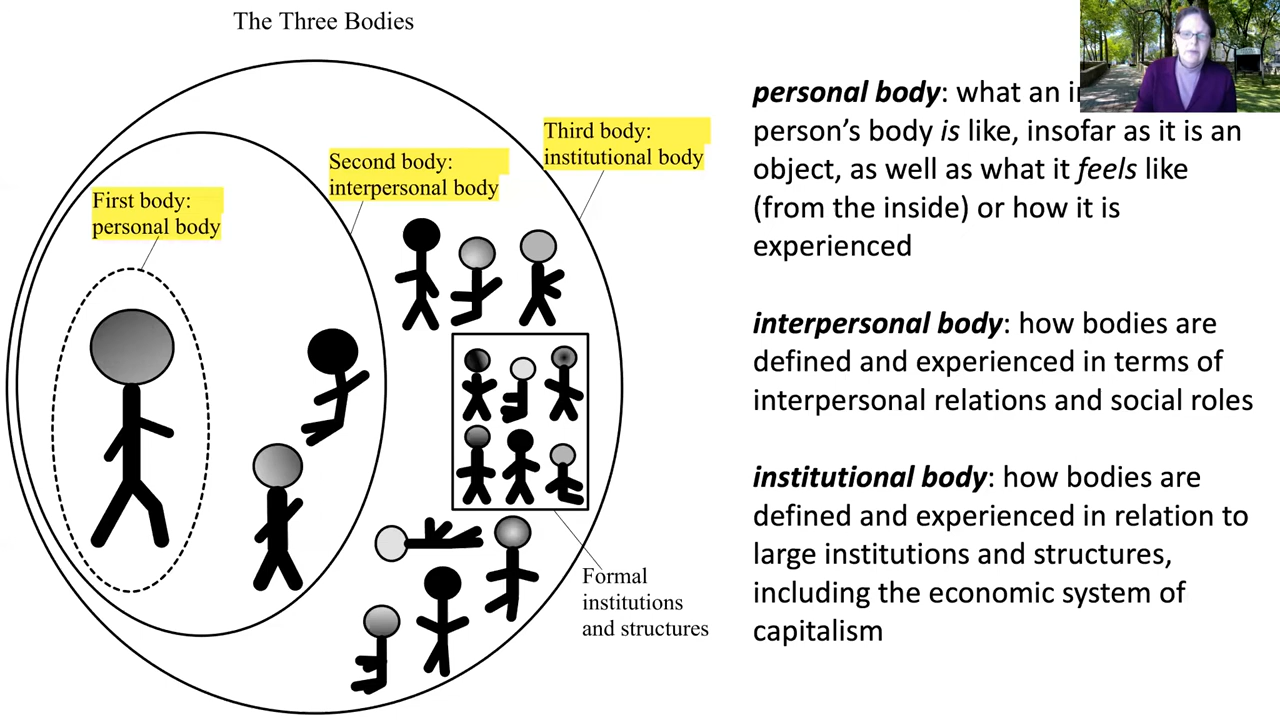 The Three Bodies
First body:
personal body
Second body:
interpersonal body
Third body:
institutional body
Formal
institutions
and structures
personal body: what an
person’s body is like, insofar as it is an
object, as well as what it feels like
(from the inside) or how it is
experienced
interpersonal body: how bodies are
defined and experienced in terms of
interpersonal relations and social roles
institutional body: how bodies are
defined and experienced in relation to
large institutions and structures,
including the economic system of
capitalism